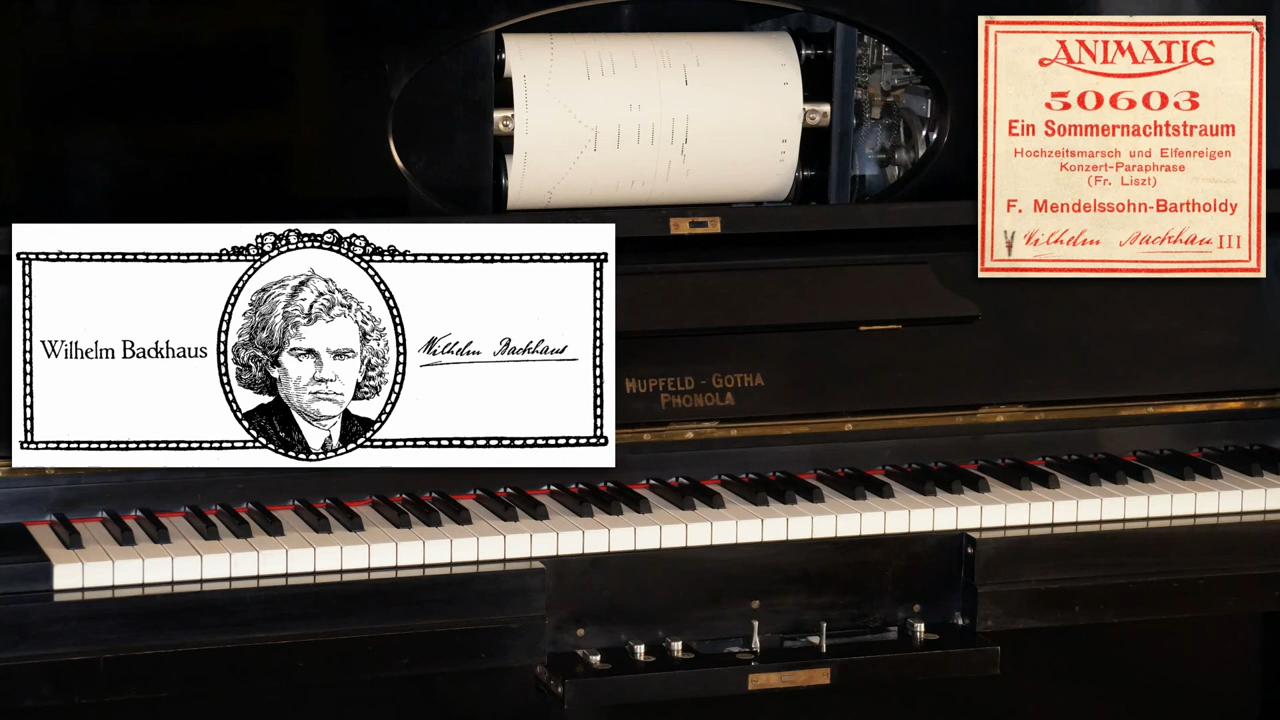 ANIMATIC
50603
Ein Sommernachtstraum
Hochzeitsmarsch und Elfenreigen
Konzert-Paraphrase
(Fr. Liszt)
F. Mendelssohn-Bartholdy
Wilhelm Backhaus III
Wilhelm Backhaus
Wilhelm Backhaus
HUPFELD - GOTHA
PHONOLA